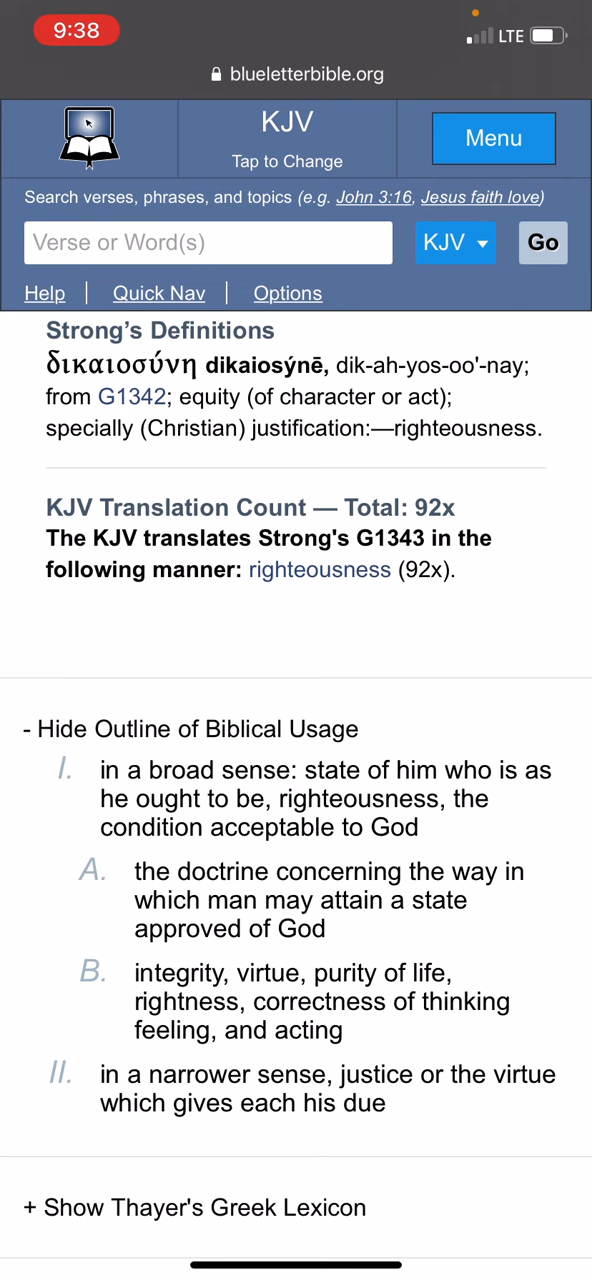 9:38
LTE
blueletterbible.org
KJV
Tap to Change
Menu
Search verses, phrases, and topics (e.g. John 3:16, Jesus faith love)
Verse or Word(s)
KJV
Go
Help | Quick Nav | Options
Strong's Definitions
δικαιοσύνη dikaiosýnē, dik-ah-yos-oo'-nay;
from G1342; equity (of character or act);
specially (Christian) justification:—righteousness.
KJV Translation Count — Total: 92x
The KJV translates Strong's G1343 in the
following manner: righteousness (92x).
- Hide Outline of Biblical Usage
I. in a broad sense: state of him who is as
he ought to be, righteousness, the
condition acceptable to God
A. the doctrine concerning the way in
which man may attain a state
approved of God
B. integrity, virtue, purity of life,
rightness, correctness of thinking
feeling, and acting
II. in a narrower sense, justice or the virtue
which gives each his due
+ Show Thayer's Greek Lexicon